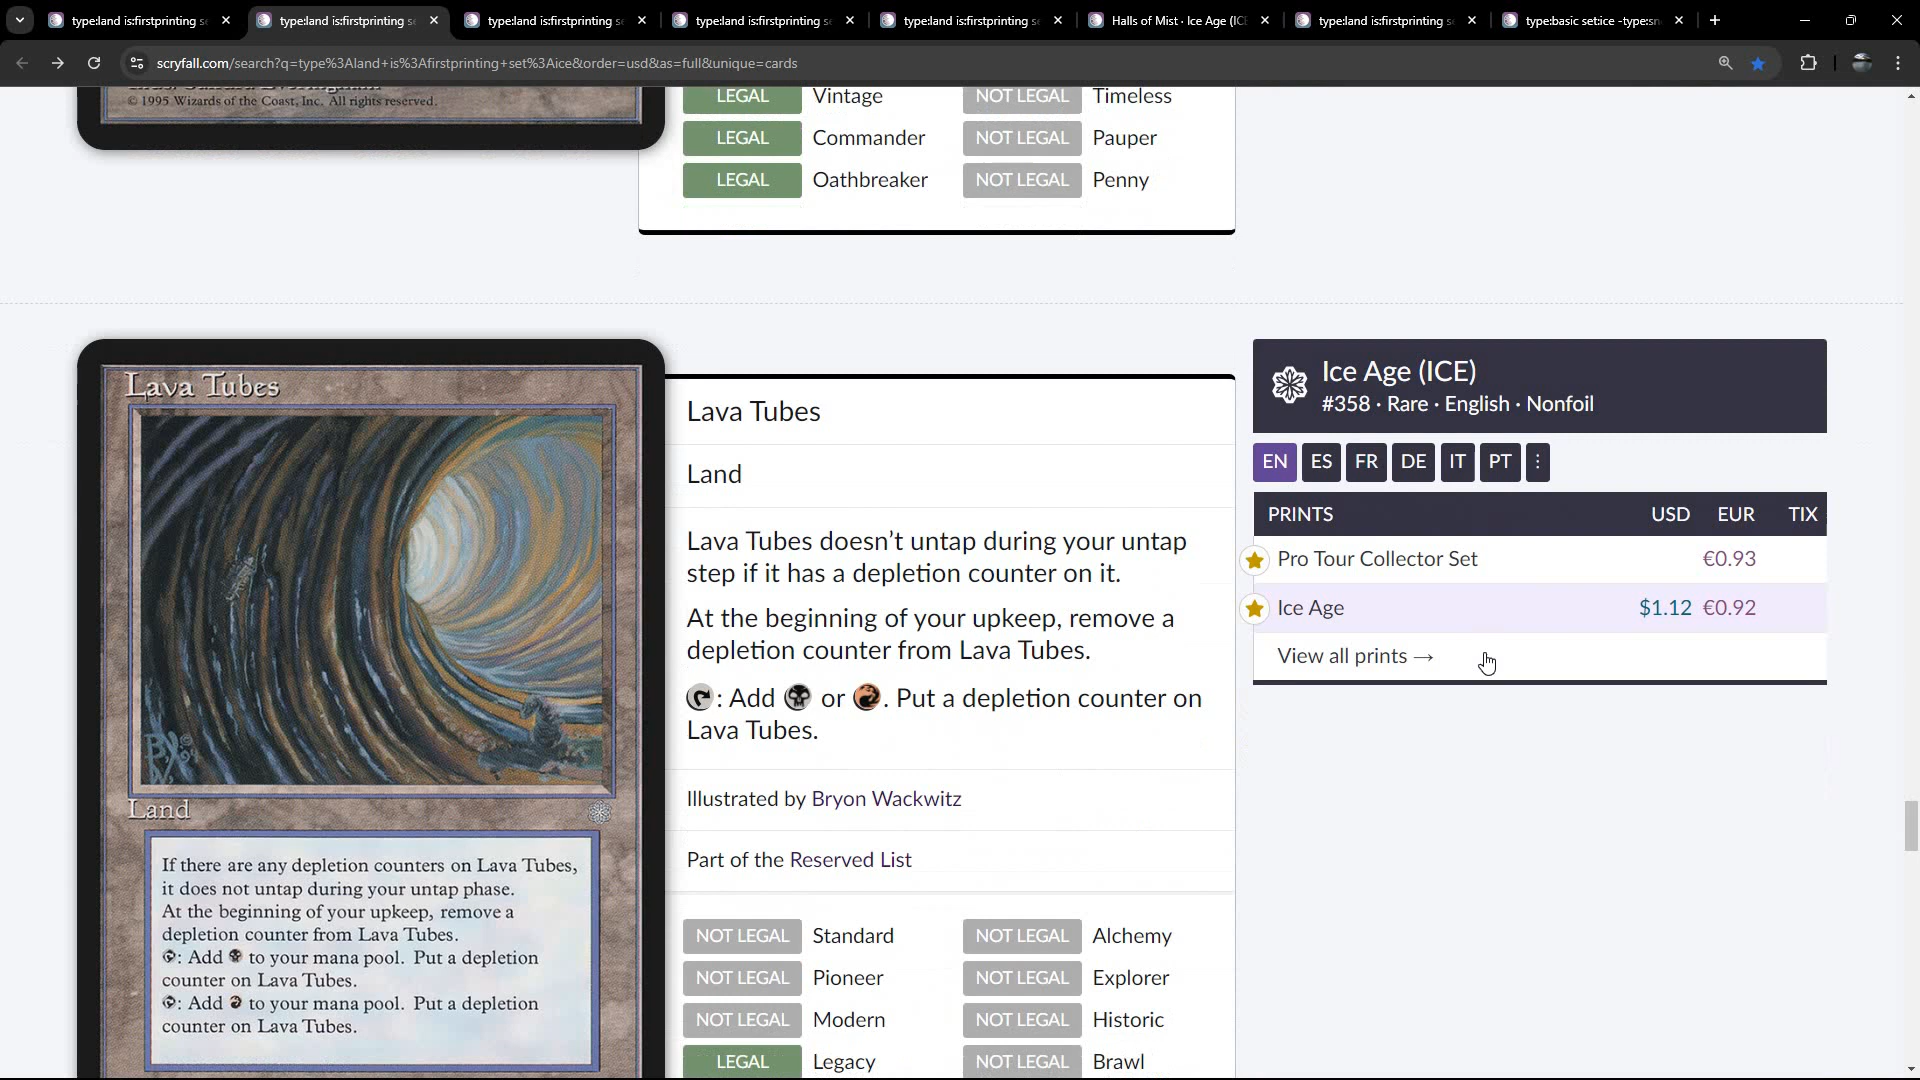 type:land is:firstprinting s
type:land is:firstprinting s
type:land is:firstprinting s
type:land is:firstprinting s
type:land is:firstprinting s
Halls of Mist · Ice Age (IC
type:land is:firstprinting s
type:basic set:ice -type:sn
scryfall.com/search?q=type%3Aland+is%3Afirstprinting+set%3Aice&order=usd&as=full&unique=cards
© 1995 Wizards of the Coast, Inc. All rights reserved.
LEGAL Vintage NOT LEGAL Timeless
LEGAL Commander NOT LEGAL Pauper
LEGAL Oathbreaker NOT LEGAL Penny
Lava Tubes
Land
If there are any depletion counters on Lava Tubes,
it does not untap during your untap phase.
At the beginning of your upkeep, remove a
depletion counter from Lava Tubes.
: Add to your mana pool. Put a depletion
counter on Lava Tubes.
: Add to your mana pool. Put a depletion
counter on Lava Tubes.
Lava Tubes
Land
Lava Tubes doesn’t untap during your untap
step if it has a depletion counter on it.
At the beginning of your upkeep, remove a
depletion counter from Lava Tubes.
: Add or . Put a depletion counter on
Lava Tubes.
Illustrated by Bryon Wackwitz
Part of the Reserved List
NOT LEGAL Standard NOT LEGAL Alchemy
NOT LEGAL Pioneer NOT LEGAL Explorer
NOT LEGAL Modern NOT LEGAL Historic
LEGAL Legacy NOT LEGAL Brawl
Ice Age (ICE)
#358 · Rare · English · Nonfoil
EN ES FR DE IT PT
PRINTS USD EUR TIX
Pro Tour Collector Set €0.93
Ice Age $1.12 €0.92
View all prints →